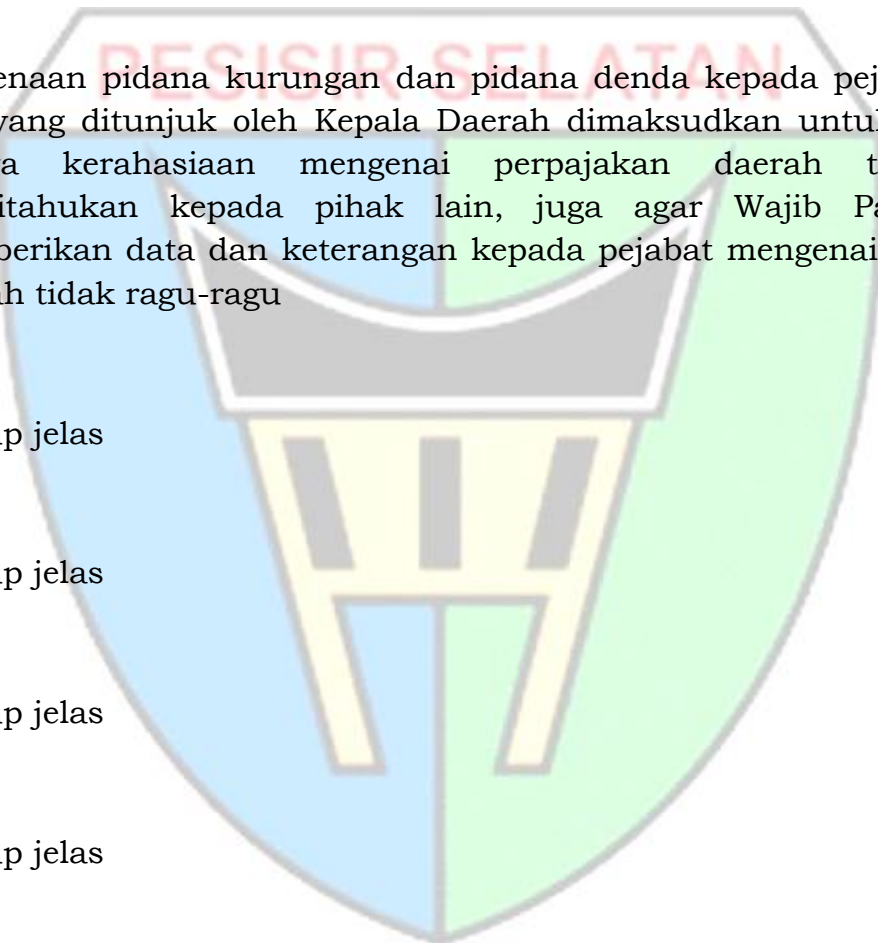 PESISIR SELATAN
enaan pidana kurungan dan pidana denda kepada pej
yang ditunjuk oleh Kepala Daerah dimaksudkan untu
a kerahasiaan mengenai perpajakan daerah t
itahukan kepada pihak lain, juga agar Wajib Pa
berikan data dan keterangan kepada pejabat mengenai
ah tidak ragu-ragu
p jelas
p jelas
p jelas
p jelas